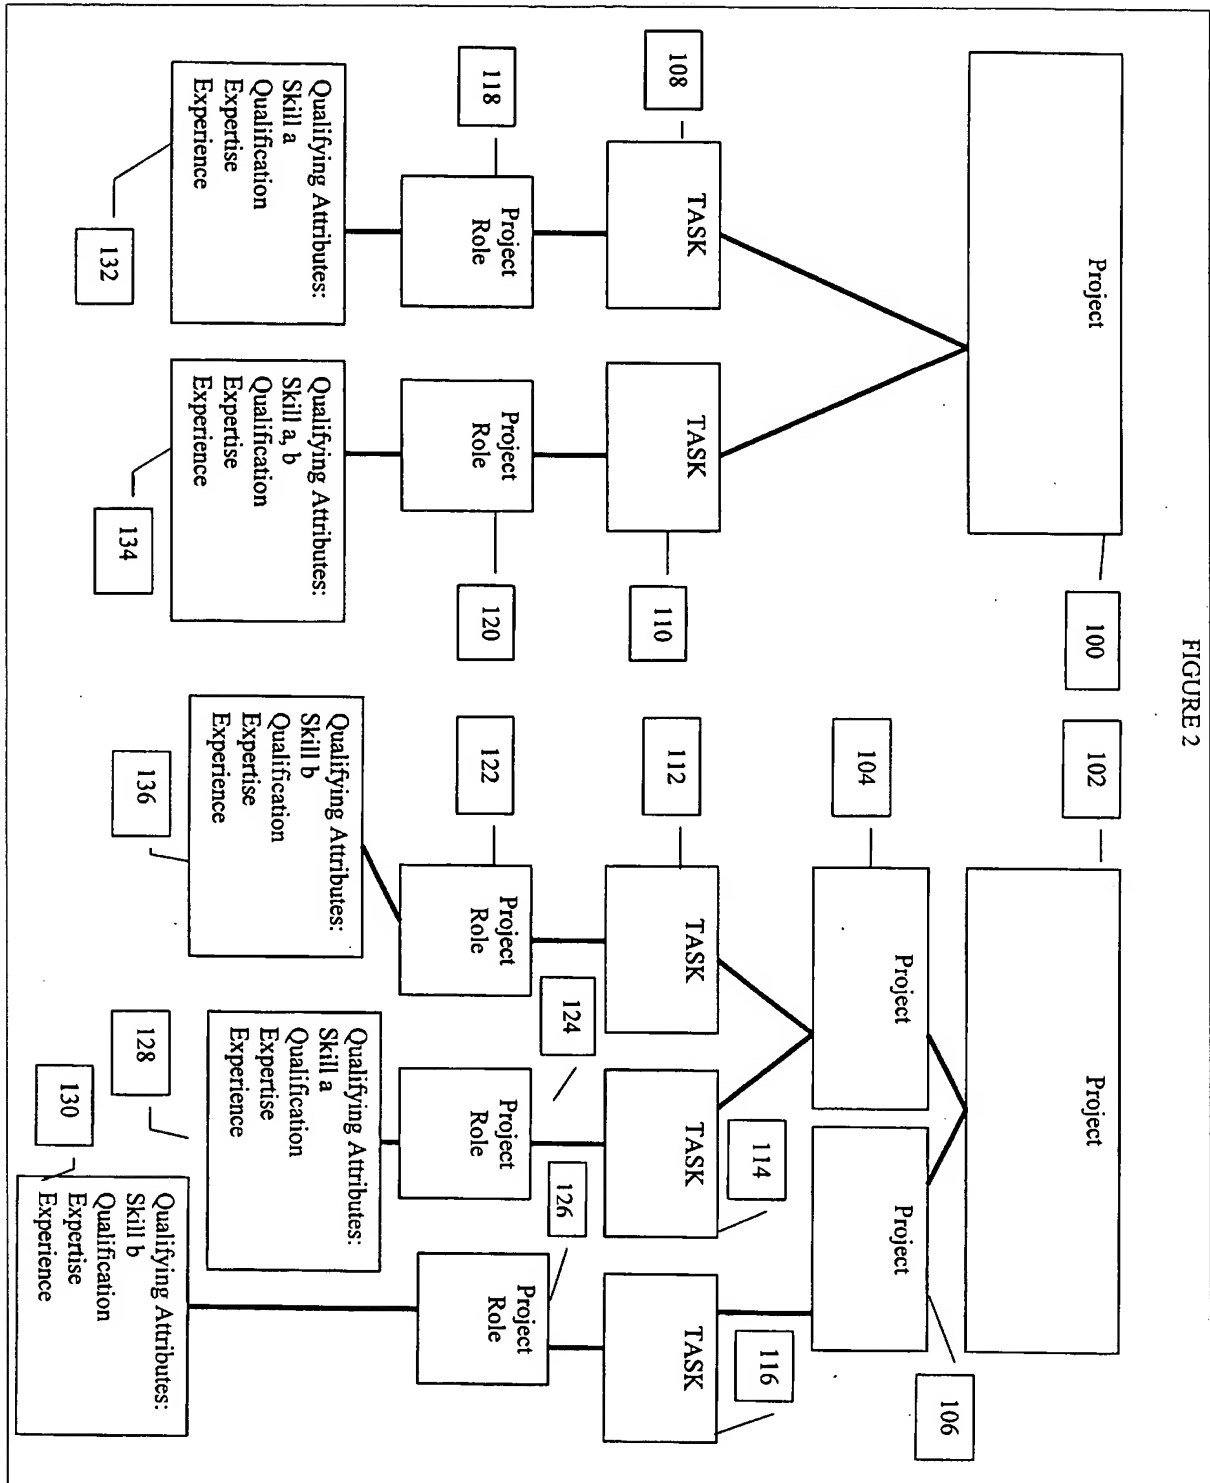 FIGURE 2
Project
100
102
Project
104
Project
Project
106
108
TASK
TASK
110
112
TASK
TASK
114
TASK
116
118
Project
Role
Project
Role
120
122
Project
Role
124
Project
Role
126
Project
Role
Qualifying Attributes:
Skill a
Qualification
Expertise
Experience
132
Qualifying Attributes:
Skill a, b
Qualification
Expertise
Experience
134
Qualifying Attributes:
Skill b
Qualification
Expertise
Experience
136
Qualifying Attributes:
Skill a
Qualification
Expertise
Experience
128
Qualifying Attributes:
Skill b
Qualification
Expertise
Experience
130